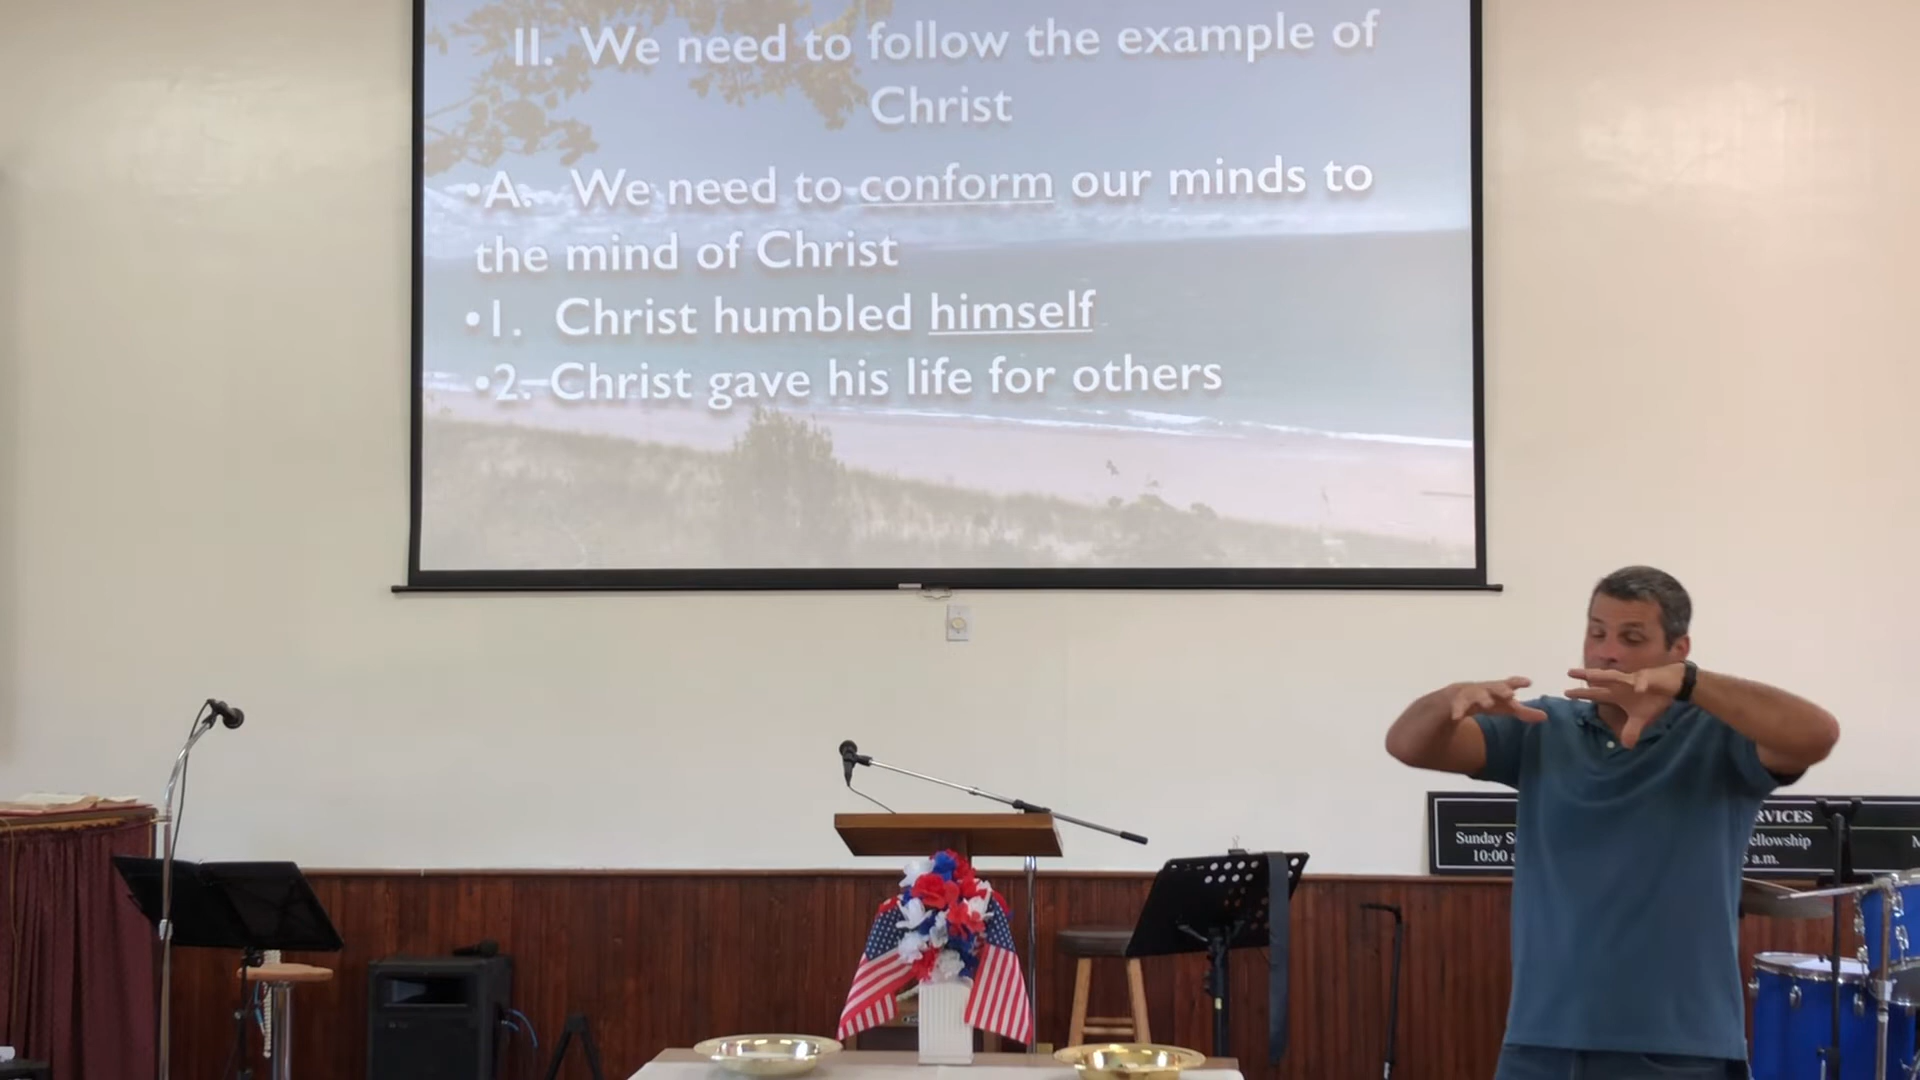 II. We need to follow the example of
Christ
•A. We need to conform our minds to
the mind of Christ
•1. Christ humbled himself
•2. Christ gave his life for others
RVICES
Sunday S
ellowship
10:00 a
a.m.